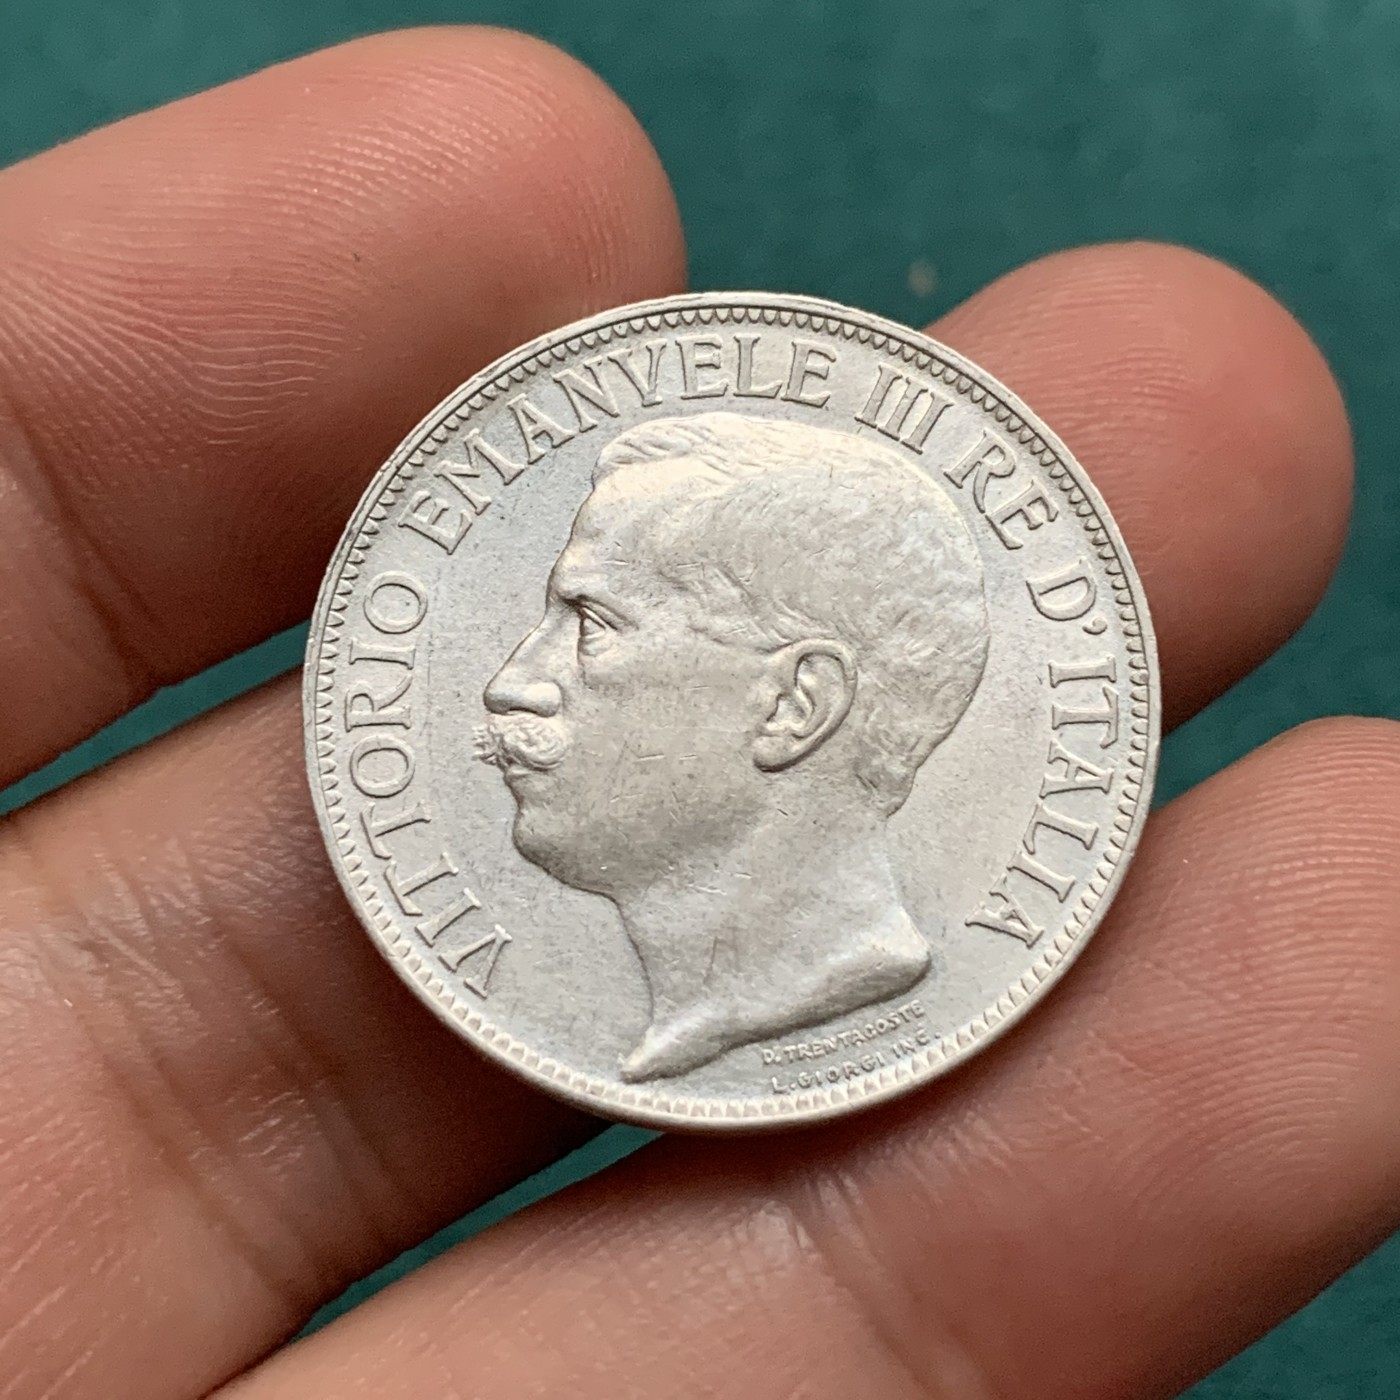 VITTORIO EMANVELE III RE D'ITALIA
D. TRENTACOSTE
L. GIORGI INC.